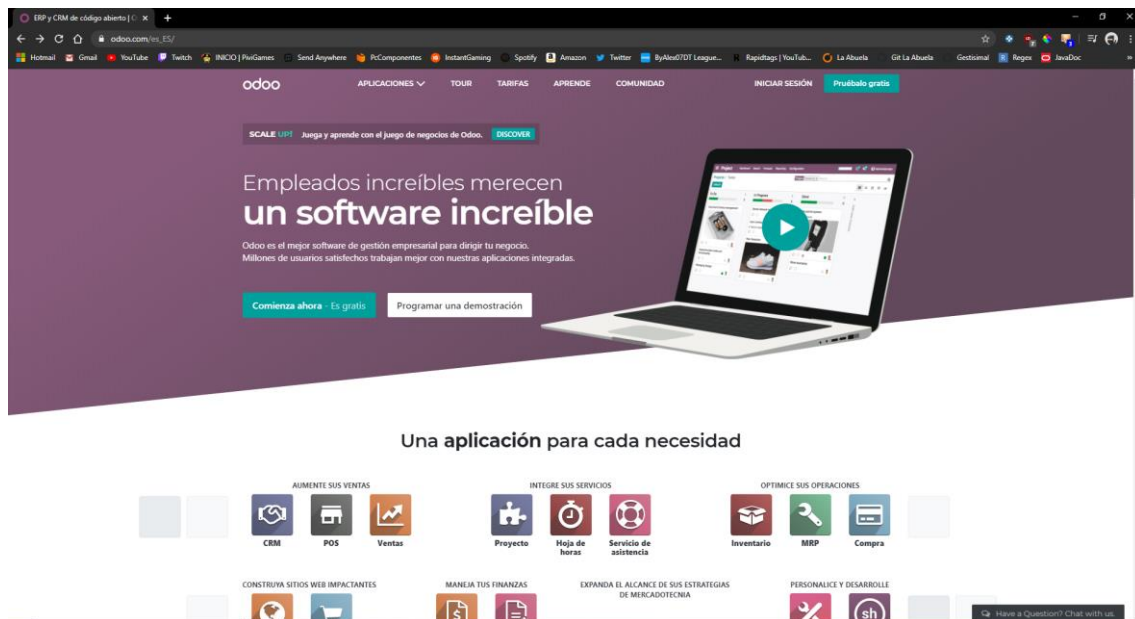 ERP y CRM de código abierto | O
odoo.com/es_ES/
Hotmail Gmail YouTube Twitch INICIO | PiviGames Send Anywhere PcComponentes InstantGaming Spotify Amazon Twitter ByAlex07DT League... Rapidtags | YouTub... La Abuela Git La Abuela Gestisimal Regex JavaDoc
odoo APLICACIONES TOUR TARIFAS APRENDE COMUNIDAD INICIAR SESIÓN Pruébalo gratis
SCALE UP! Juega y aprende con el juego de negocios de Odoo. DISCOVER
Empleados increíbles merecen
un software increíble
Odoo es el mejor software de gestión empresarial para dirigir tu negocio.
Millones de usuarios satisfechos trabajan mejor con nuestras aplicaciones integradas.
Comienza ahora - Es gratis Programar una demostración
Una aplicación para cada necesidad
AUMENTE SUS VENTAS INTEGRE SUS SERVICIOS OPTIMICE SUS OPERACIONES
CRM POS Ventas Proyecto Hoja de horas Servicio de asistencia Inventario MRP Compra
CONSTRUYA SITIOS WEB IMPACTANTES MANEJA TUS FINANZAS EXPANDA EL ALCANCE DE SUS ESTRATEGIAS DE MERCADOTECNIA PERSONALICE Y DESARROLLE
sh
Have a Question? Chat with us.